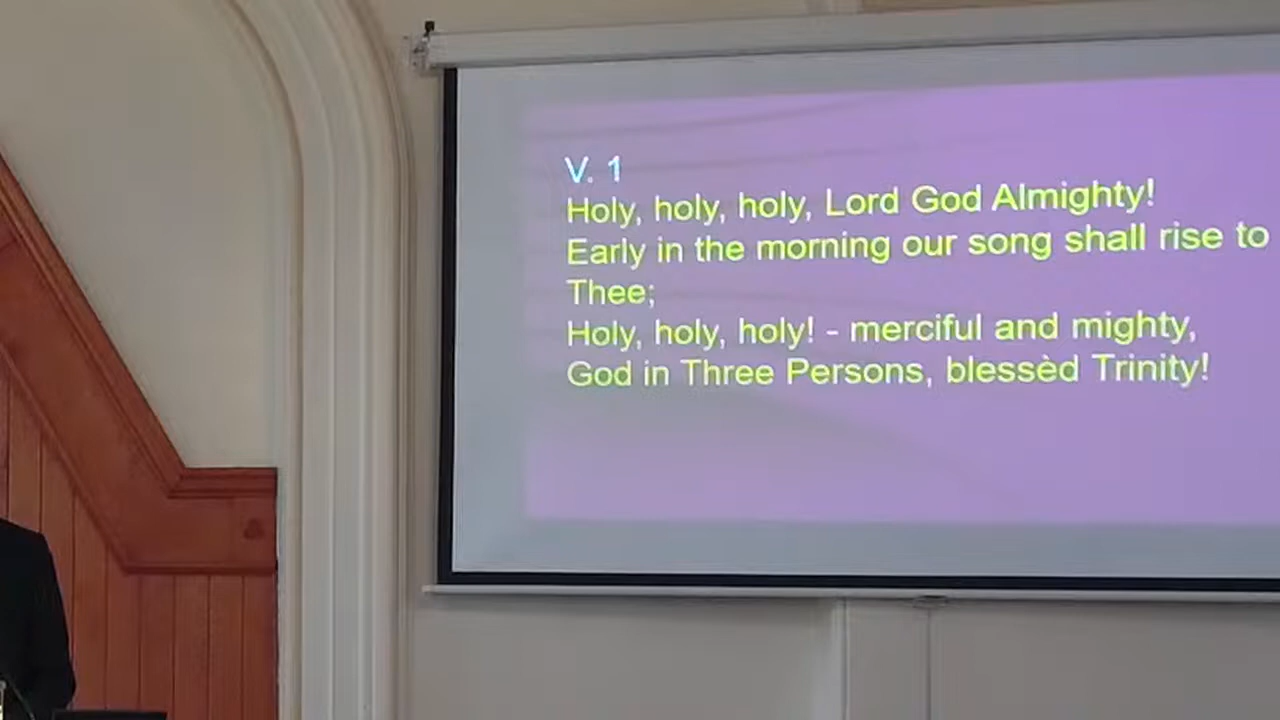 V. 1
Holy, holy, holy, Lord God Almighty!
Early in the morning our song shall rise to
Thee;
Holy, holy, holy! - merciful and mighty,
God in Three Persons, blessèd Trinity!